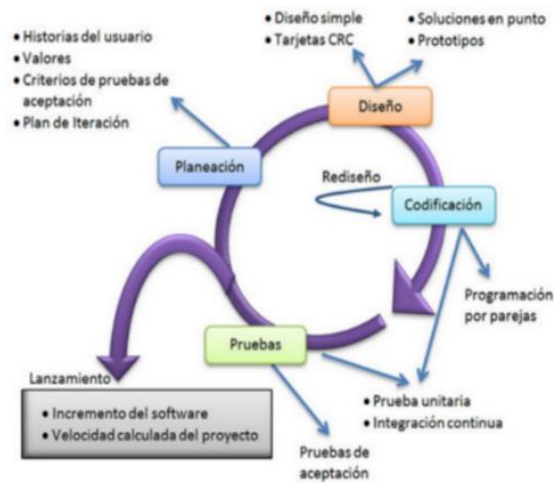 • Diseño simple
• Tarjetas CRC
• Soluciones en punto
• Prototipos
• Historias del usuario
• Valores
• Criterios de pruebas de
aceptación
• Plan de Iteración
Diseño
Planeación
Rediseño
Codificación
Programación
por parejas
Pruebas
Lanzamiento
• Incremento del software
• Velocidad calculada del proyecto
• Prueba unitaria
• Integración continua
Pruebas de
aceptación